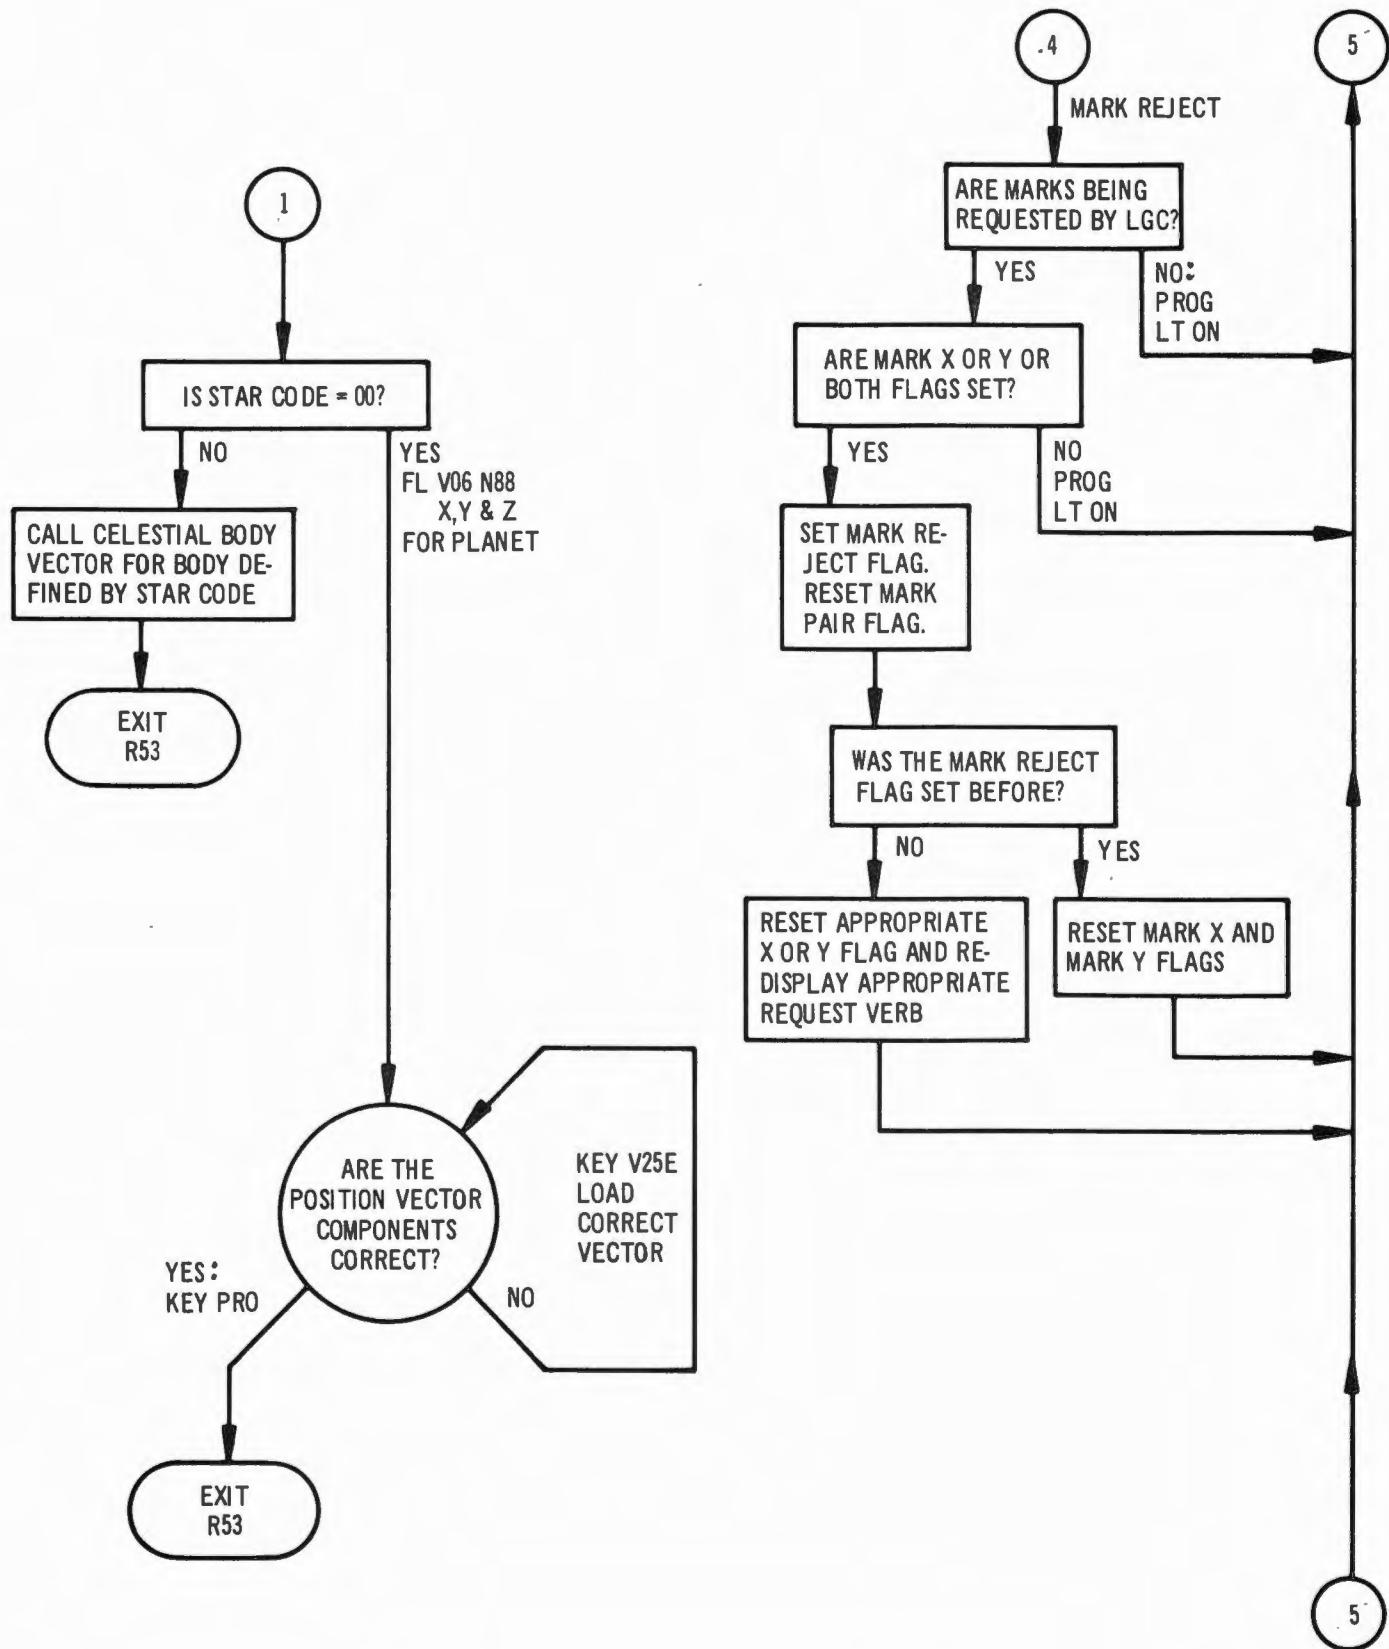 1
IS STAR CODE = 00?
NO
YES
FL V06 N88
X,Y & Z
FOR PLANET
CALL CELESTIAL BODY
VECTOR FOR BODY DE-
FINED BY STAR CODE
EXIT
R53
ARE THE
POSITION VECTOR
COMPONENTS
CORRECT?
KEY V25E
LOAD
CORRECT
VECTOR
YES:
KEY PRO
NO
EXIT
R53
4
5
MARK REJECT
ARE MARKS BEING
REQUESTED BY LGC?
YES
NO:
PROG
LT ON
ARE MARK X OR Y OR
BOTH FLAGS SET?
YES
NO
PROG
LT ON
SET MARK RE-
JECT FLAG.
RESET MARK
PAIR FLAG.
WAS THE MARK REJECT
FLAG SET BEFORE?
NO
YES
RESET APPROPRIATE
X OR Y FLAG AND RE-
DISPLAY APPROPRIATE
REQUEST VERB
RESET MARK X AND
MARK Y FLAGS
5